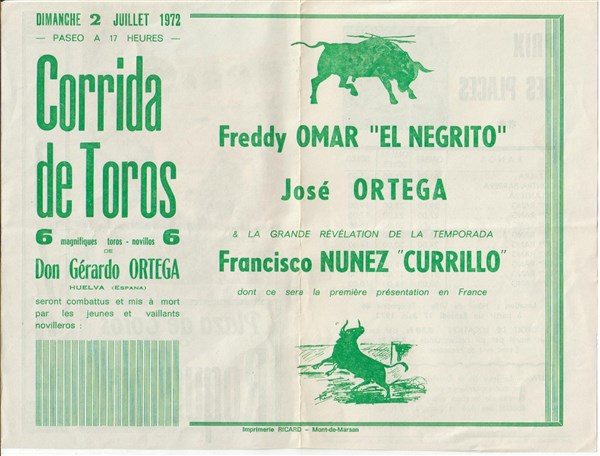 DIMANCHE 2 JUILLET 1972
— PASEO A 17 HEURES —
Corrida
de Toros
6 magnifiques toros - novillos 6
DE
Don Gérardo ORTEGA
HUELVA (ESPANA)
seront combattus et mis à mort
par les jeunes et vaillants
novilleros :
Freddy OMAR "EL NEGRITO"
José ORTEGA
& LA GRANDE RÉVÉLATION DE LA TEMPORADA
Francisco NUNEZ "CURRILLO"
dont ce sera la première présentation en France
Imprimerie RICARD - Mont-de-Marsan